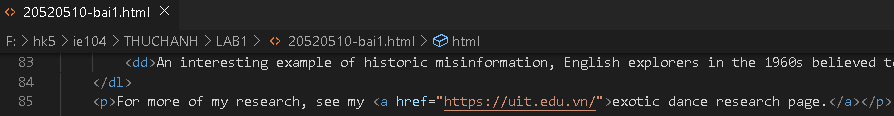 20520510-bai1.html
F: > hk5 > ie104 > THUCHANH > LAB1 > 20520510-bai1.html > html
83 <dd>An interesting example of historic misinformation, English explorers in the 1960s believed
84 </dl>
85 <p>For more of my research, see my <a href="https://uit.edu.vn/">exotic dance research page.</a></p>